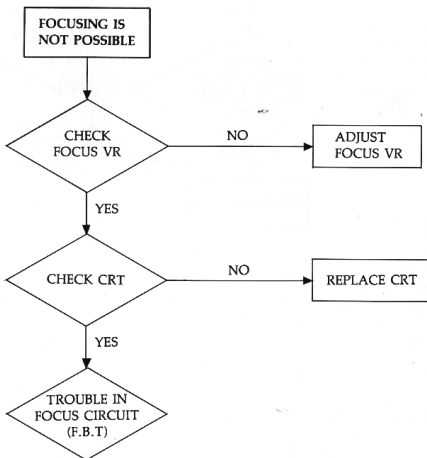 FOCUSING IS
NOT POSSIBLE
CHECK
FOCUS VR
NO
ADJUST
FOCUS VR
YES
CHECK CRT
NO
REPLACE CRT
YES
TROUBLE IN
FOCUS CIRCUIT
(F.B.T)